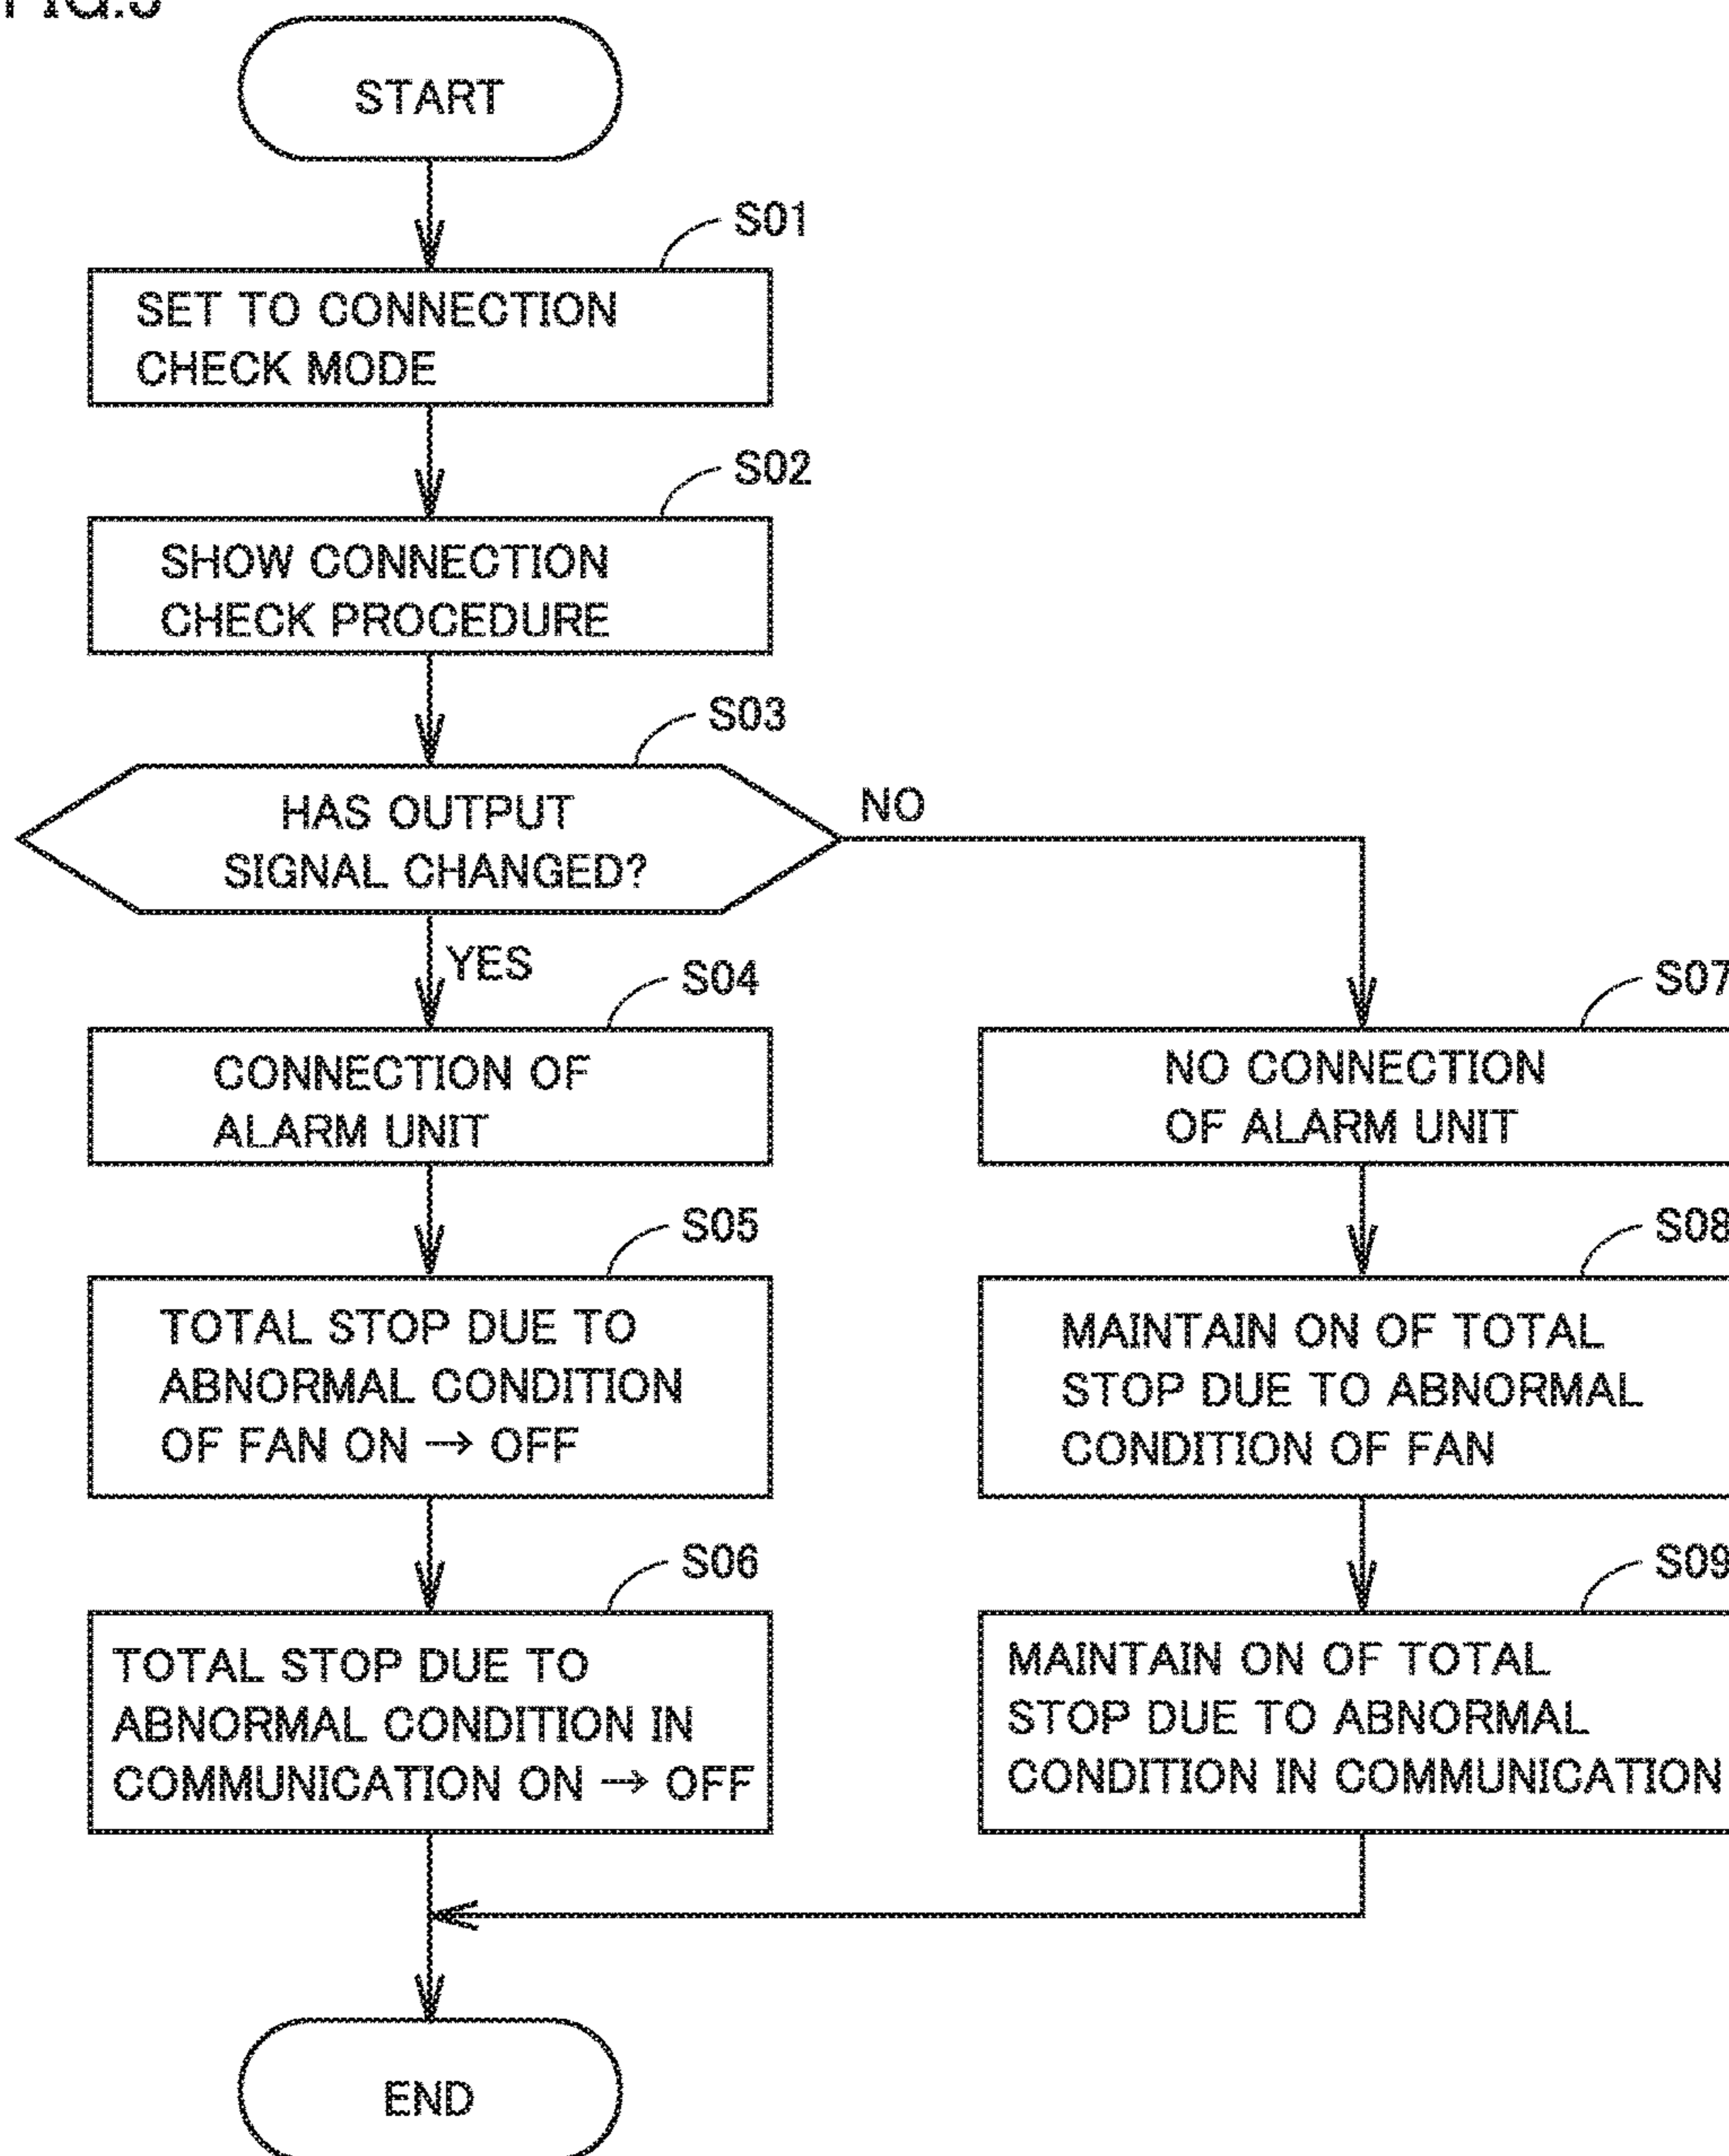 START
S01
SET TO CONNECTION
CHECK MODE
S02
SHOW CONNECTION
CHECK PROCEDURE
S03
HAS OUTPUT
SIGNAL CHANGED?
NO
YES
S04
CONNECTION OF
ALARM UNIT
S05
TOTAL STOP DUE TO
ABNORMAL CONDITION
OF FAN ON → OFF
S06
TOTAL STOP DUE TO
ABNORMAL CONDITION IN
COMMUNICATION ON → OFF
S07
NO CONNECTION
OF ALARM UNIT
S08
MAINTAIN ON OF TOTAL
STOP DUE TO ABNORMAL
CONDITION OF FAN
S09
MAINTAIN ON OF TOTAL
STOP DUE TO ABNORMAL
CONDITION IN COMMUNICATION
END